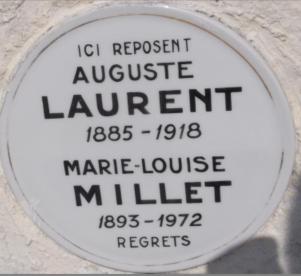 ICI REPOSENT
AUGUSTE
LAURENT
1885 - 1918
MARIE-LOUISE
MILLET
1893 - 1972
REGRETS